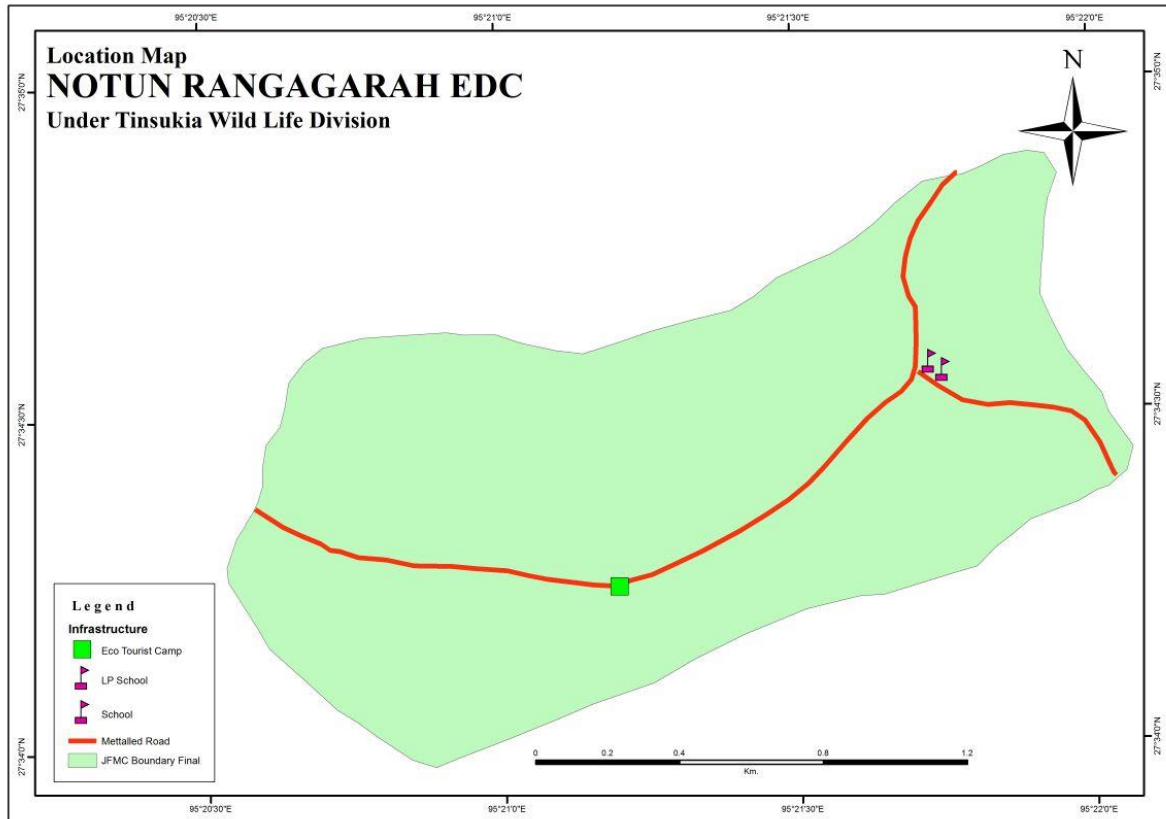 95°20'30"E 95°21'0"E 95°21'30"E 95°22'0"E
Location Map
NOTUN RANGAGARAH EDC
Under Tinsukia Wild Life Division
N
27°35'0"N
27°35'0"N
27°34'30"N
27°34'30"N
27°34'0"N
27°34'0"N
Legend
Infrastructure
Eco Tourist Camp
LP School
School
Mettalled Road
JFMC Boundary Final
0 0.2 0.4 0.8 1.2
Km.
95°20'30"E 95°21'0"E 95°21'30"E 95°22'0"E